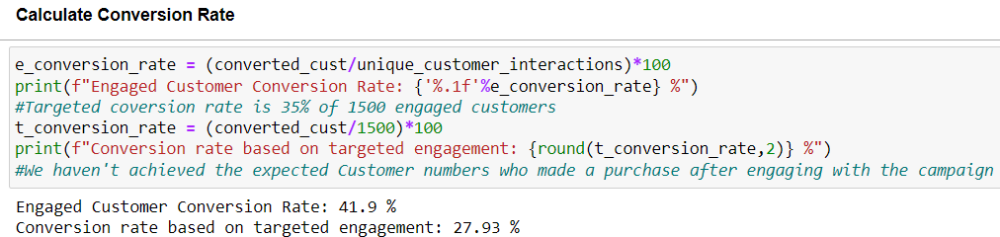 Calculate Conversion Rate
e_conversion_rate = (converted_cust/unique_customer_interactions)*100
print(f"Engaged Customer Conversion Rate: {'%.1f'%e_conversion_rate} %")
#Targeted coversion rate is 35% of 1500 engaged customers
t_conversion_rate = (converted_cust/1500)*100
print(f"Conversion rate based on targeted engagement: {round(t_conversion_rate,2)} %")
#We haven't achieved the expected Customer numbers who made a purchase after engaging with the campaign
Engaged Customer Conversion Rate: 41.9 %
Conversion rate based on targeted engagement: 27.93 %